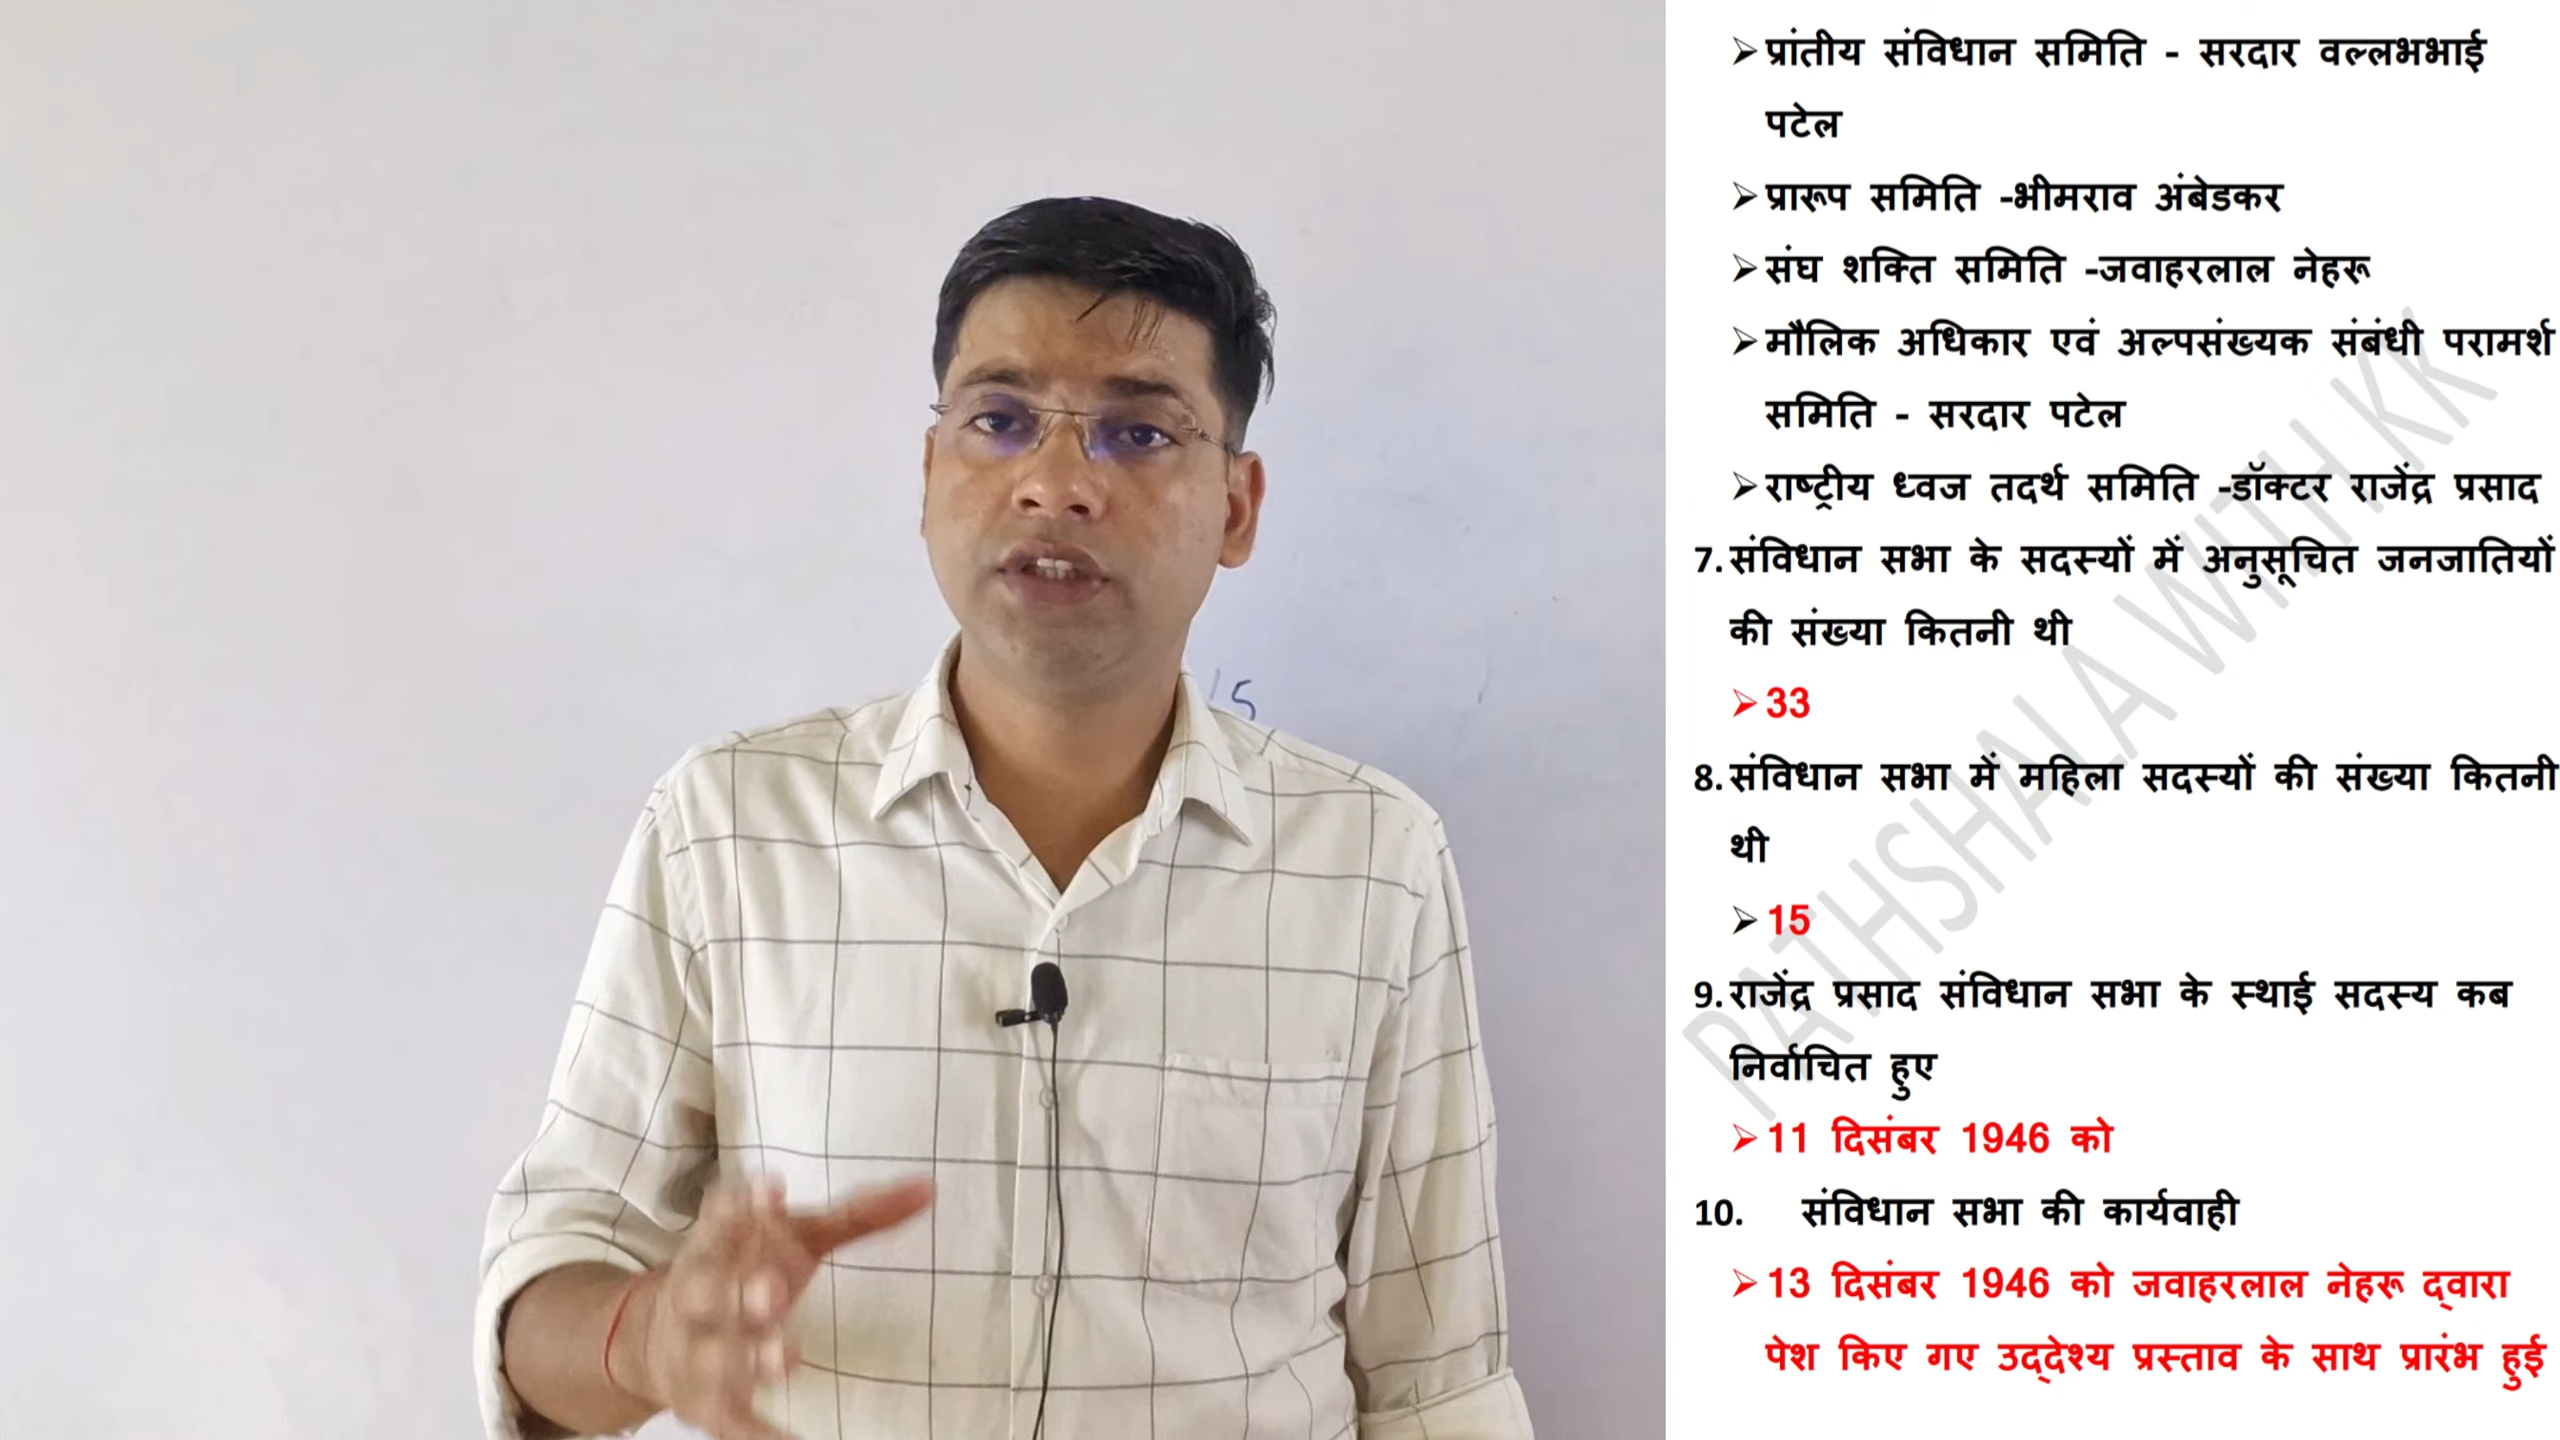 ➢ प्रांतीय संविधान समिति - सरदार वल्लभभाई
पटेल
➢ प्रारूप समिति -भीमराव अंबेडकर
➢ संघ शक्ति समिति -जवाहरलाल नेहरू
➢ मौलिक अधिकार एवं अल्पसंख्यक संबंधी परामर्श
समिति - सरदार पटेल
➢ राष्ट्रीय ध्वज तदर्थ समिति -डॉक्टर राजेंद्र प्रसाद
7. संविधान सभा के सदस्यों में अनुसूचित जनजातियों
की संख्या कितनी थी
➢ 33
8. संविधान सभा में महिला सदस्यों की संख्या कितनी
थी
➢ 15
9. राजेंद्र प्रसाद संविधान सभा के स्थाई सदस्य कब
निर्वाचित हुए
➢ 11 दिसंबर 1946 को
10. संविधान सभा की कार्यवाही
➢ 13 दिसंबर 1946 को जवाहरलाल नेहरू द्वारा
पेश किए गए उद्देश्य प्रस्ताव के साथ प्रारंभ हुई
PATHSHALA WITH KK
15